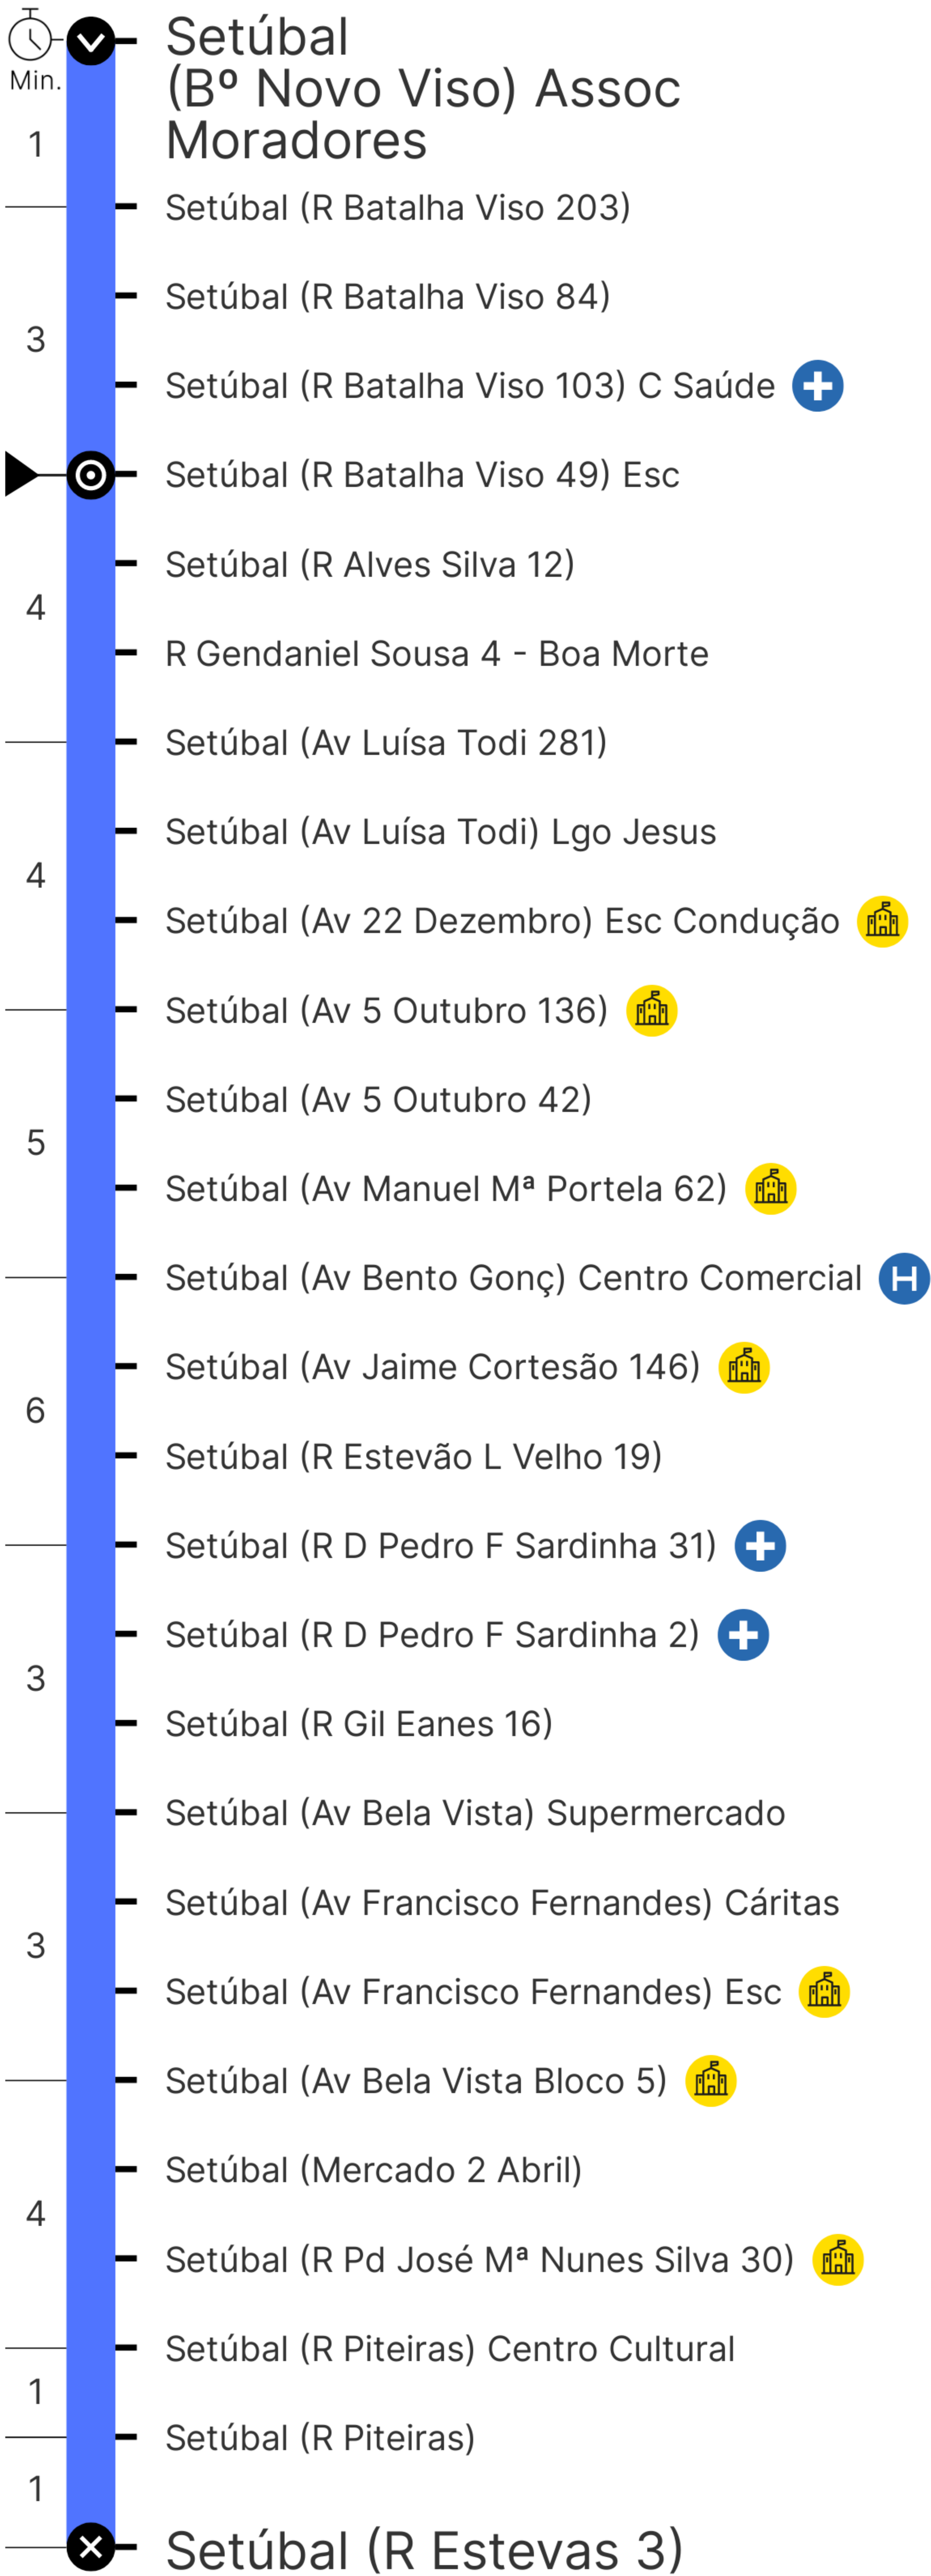 Min.
Setúbal
(Bº Novo Viso) Assoc
Moradores
1
Setúbal (R Batalha Viso 203)
Setúbal (R Batalha Viso 84)
3
Setúbal (R Batalha Viso 103) C Saúde
Setúbal (R Batalha Viso 49) Esc
Setúbal (R Alves Silva 12)
4
R Gendaniel Sousa 4 - Boa Morte
Setúbal (Av Luísa Todi 281)
Setúbal (Av Luísa Todi) Lgo Jesus
4
Setúbal (Av 22 Dezembro) Esc Condução
Setúbal (Av 5 Outubro 136)
Setúbal (Av 5 Outubro 42)
5
Setúbal (Av Manuel Mª Portela 62)
Setúbal (Av Bento Gonç) Centro Comercial H
Setúbal (Av Jaime Cortesão 146)
6
Setúbal (R Estevão L Velho 19)
Setúbal (R D Pedro F Sardinha 31)
Setúbal (R D Pedro F Sardinha 2)
3
Setúbal (R Gil Eanes 16)
Setúbal (Av Bela Vista) Supermercado
Setúbal (Av Francisco Fernandes) Cáritas
3
Setúbal (Av Francisco Fernandes) Esc
Setúbal (Av Bela Vista Bloco 5)
Setúbal (Mercado 2 Abril)
4
Setúbal (R Pd José Mª Nunes Silva 30)
Setúbal (R Piteiras) Centro Cultural
1
Setúbal (R Piteiras)
1
Setúbal (R Estevas 3)